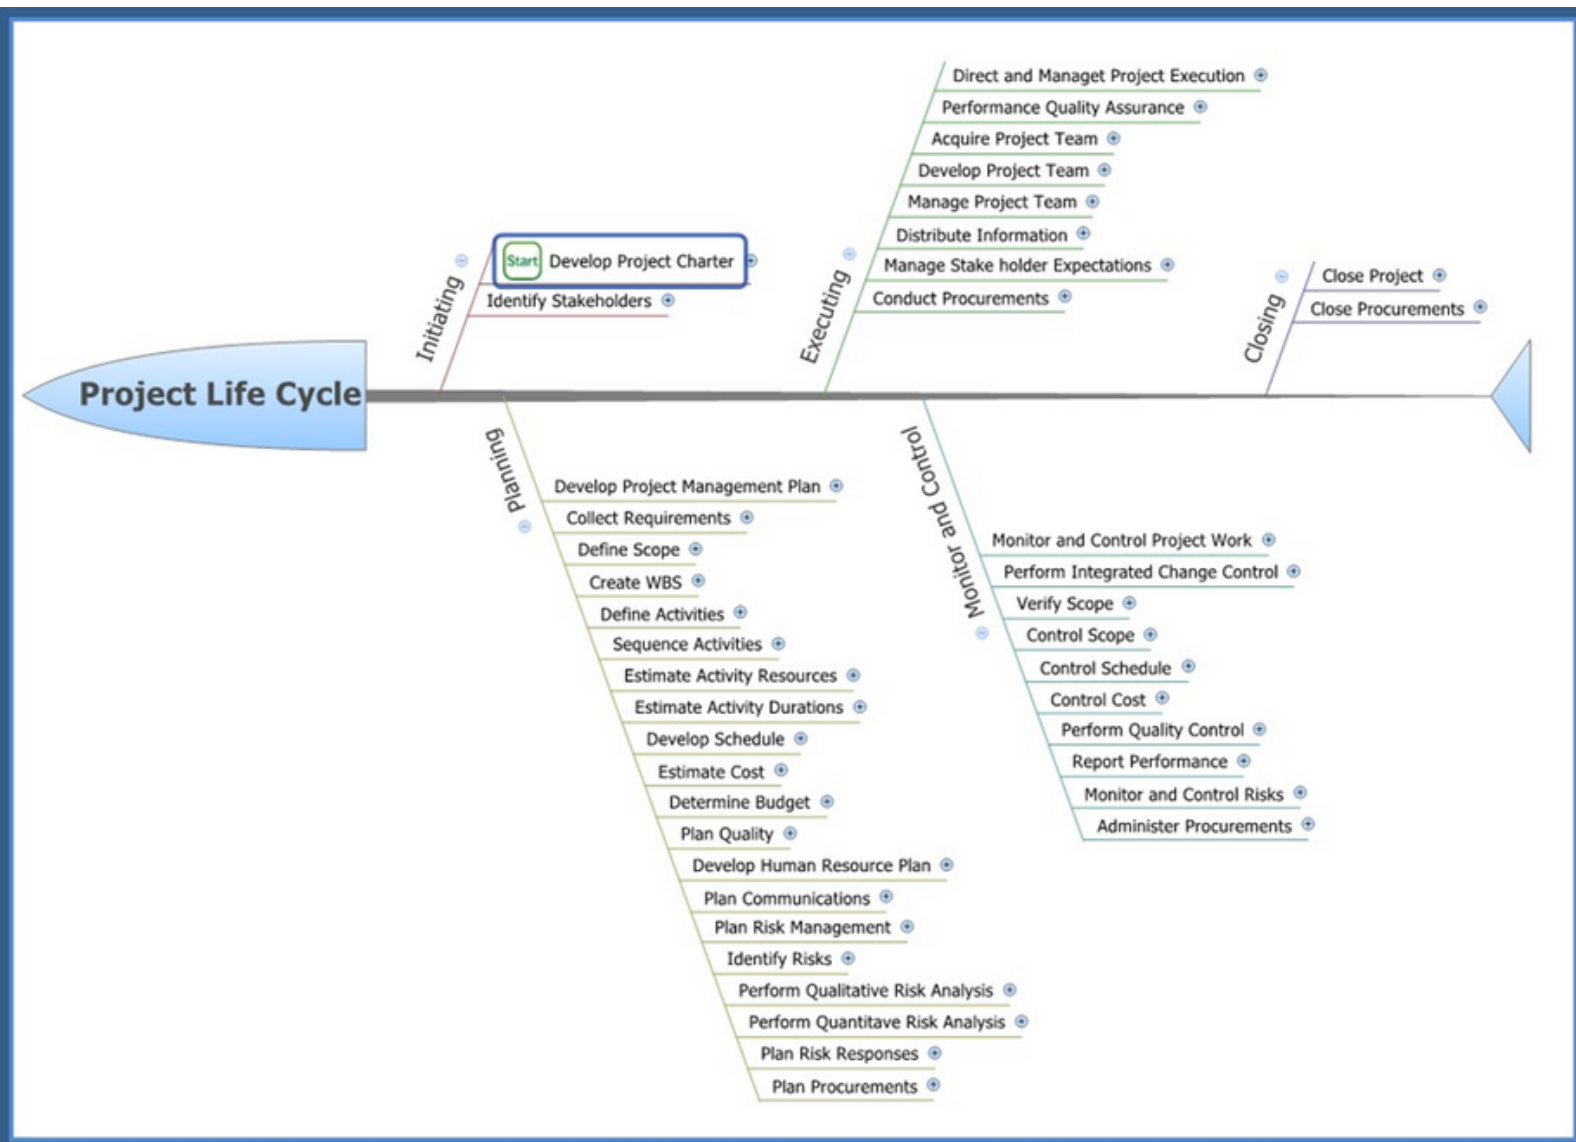 Project Life Cycle
Initiating
Start Develop Project Charter
Identify Stakeholders
Planning
Develop Project Management Plan
Collect Requirements
Define Scope
Create WBS
Define Activities
Sequence Activities
Estimate Activity Resources
Estimate Activity Durations
Develop Schedule
Estimate Cost
Determine Budget
Plan Quality
Develop Human Resource Plan
Plan Communications
Plan Risk Management
Identify Risks
Perform Qualitative Risk Analysis
Perform Quantitave Risk Analysis
Plan Risk Responses
Plan Procurements
Executing
Direct and Managet Project Execution
Performance Quality Assurance
Acquire Project Team
Develop Project Team
Manage Project Team
Distribute Information
Manage Stake holder Expectations
Conduct Procurements
Monitor and Control
Monitor and Control Project Work
Perform Integrated Change Control
Verify Scope
Control Scope
Control Schedule
Control Cost
Perform Quality Control
Report Performance
Monitor and Control Risks
Administer Procurements
Closing
Close Project
Close Procurements